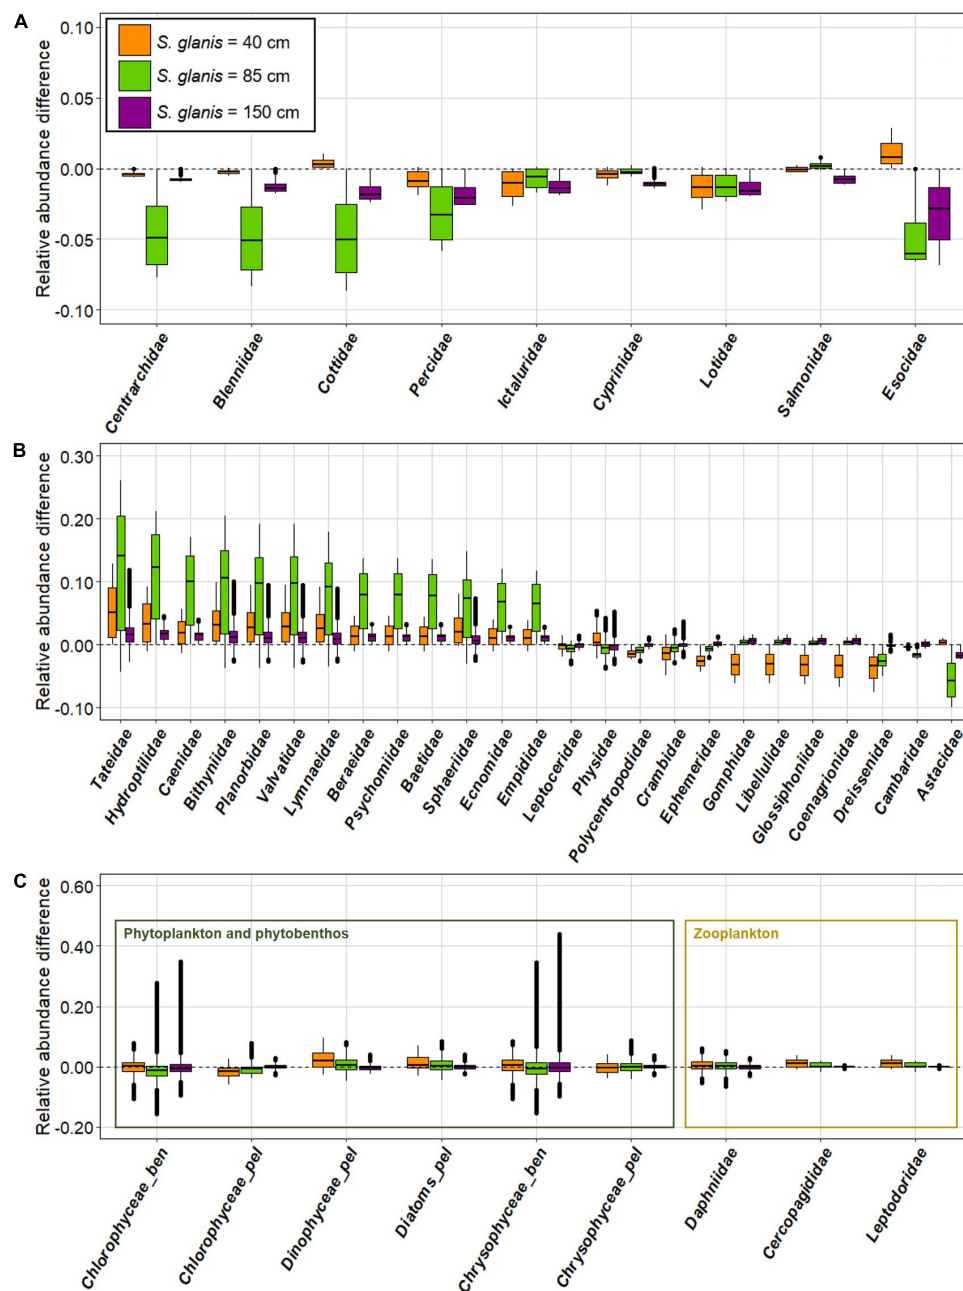 A
S. glanis = 40 cm
S. glanis = 85 cm
S. glanis = 150 cm
Relative abundance difference
0.10
0.05
0.00
-0.05
-0.10
Centrarchidae
Blenniidae
Cottidae
Percidae
Ictaluridae
Cyprinidae
Lotidae
Salmonidae
Esocidae
B
Relative abundance difference
0.30
0.20
0.10
0.00
-0.10
Tateidae
Hydroptilidae
Caenidae
Bithyniidae
Planorbidae
Valvatidae
Lymnaeidae
Beraeidae
Psychomiidae
Baetidae
Sphaeriidae
Ecnomidae
Empididae
Leptoceridae
Physidae
Polycentropodidae
Crambidae
Ephemeridae
Gomphidae
Libellulidae
Glossiphoniidae
Coenagrionidae
Dreissenidae
Cambaridae
Astacidae
C
Relative abundance difference
0.60
0.40
0.20
0.00
-0.20
Phytoplankton and phytobenthos
Zooplankton
Chlorophyceae_ben
Chlorophyceae_pel
Dinophyceae_pel
Diatoms_pel
Chrysophyceae_ben
Chrysophyceae_pel
Daphniidae
Cercopagididae
Leptodoridae